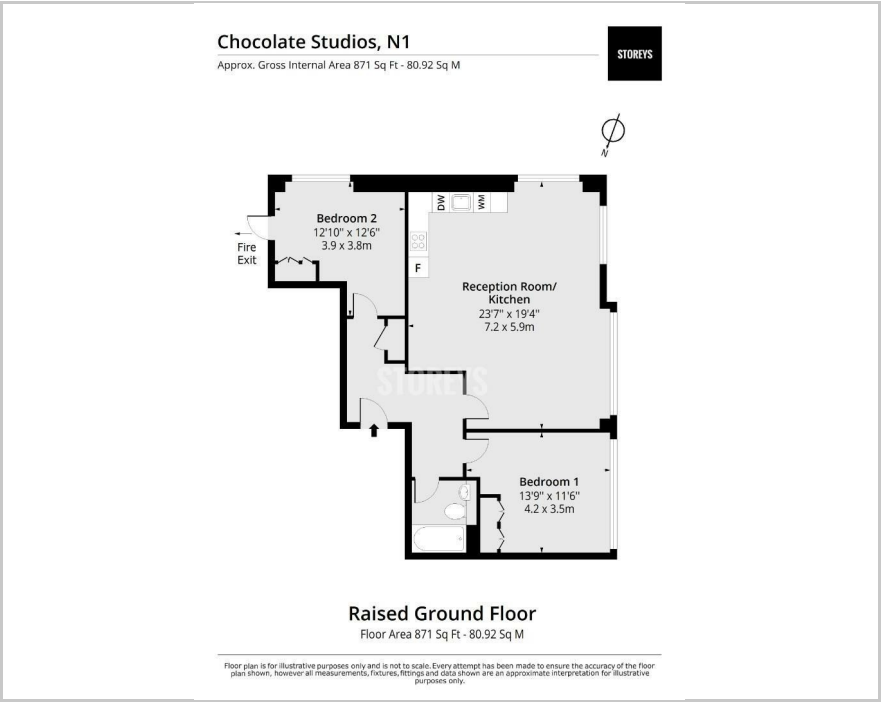 Chocolate Studios, N1
Approx. Gross Internal Area 871 Sq Ft - 80.92 Sq M
STOREYS
N
DW
WM
Bedroom 2
12'10" x 12'6"
3.9 x 3.8m
Fire
Exit
F
Reception Room/
Kitchen
23'7" x 19'4"
7.2 x 5.9m
STOREYS
Bedroom 1
13'9" x 11'6"
4.2 x 3.5m
Raised Ground Floor
Floor Area 871 Sq Ft - 80.92 Sq M
Floor plan is for illustrative purposes only and is not to scale. Every attempt has been made to ensure the accuracy of the floor
plan shown, however all measurements, fixtures, fittings and data shown are an approximate interpretation for illustrative
purposes only.